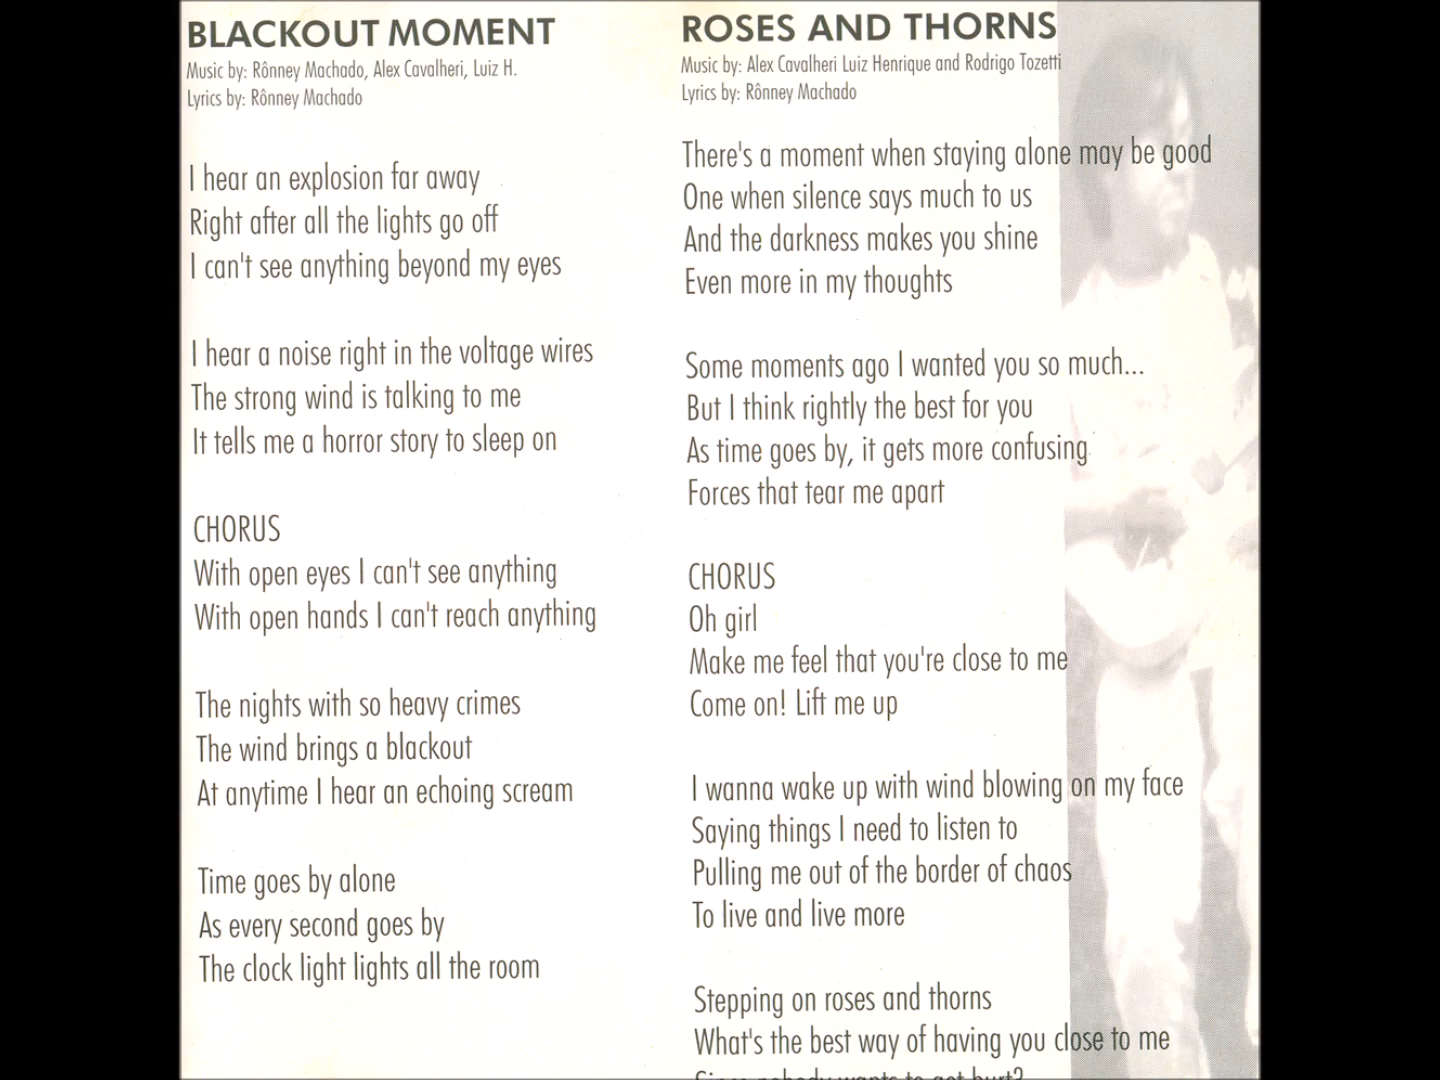 BLACKOUT MOMENT
Music by: Rônney Machado, Alex Cavalheri, Luiz H.
Lyrics by: Rônney Machado
I hear an explosion far away
Right after all the lights go off
I can't see anything beyond my eyes
I hear a noise right in the voltage wires
The strong wind is talking to me
It tells me a horror story to sleep on
CHORUS
With open eyes I can't see anything
With open hands I can't reach anything
The nights with so heavy crimes
The wind brings a blackout
At anytime I hear an echoing scream
Time goes by alone
As every second goes by
The clock light lights all the room
ROSES AND THORNS
Music by: Alex Cavalheri Luiz Henrique and Rodrigo Tozetti
Lyrics by: Rônney Machado
There's a moment when staying alone may be good
One when silence says much to us
And the darkness makes you shine
Even more in my thoughts
Some moments ago I wanted you so much...
But I think rightly the best for you
As time goes by, it gets more confusing
Forces that tear me apart
CHORUS
Oh girl
Make me feel that you're close to me
Come on! Lift me up
I wanna wake up with wind blowing on my face
Saying things I need to listen to
Pulling me out of the border of chaos
To live and live more
Stepping on roses and thorns
What's the best way of having you close to me
Since nobody wants to get hurt?